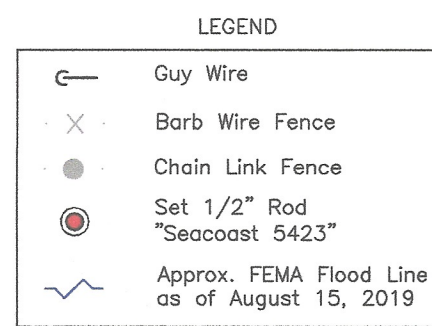 LEGEND
Guy Wire
Barb Wire Fence
Chain Link Fence
Set 1/2" Rod
"Seacoast 5423"
Approx. FEMA Flood Line
as of August 15, 2019